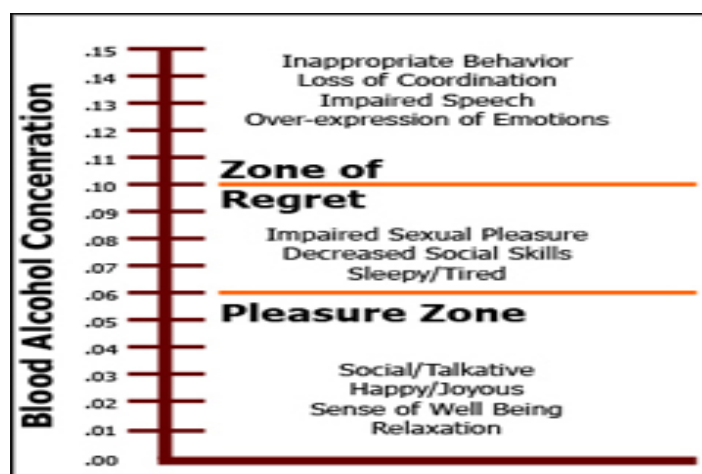 Blood Alcohol Concenration
.15
.14
.13
.12
.11
.10
.09
.08
.07
.06
.05
.04
.03
.02
.01
.00
Inappropriate Behavior
Loss of Coordination
Impaired Speech
Over-expression of Emotions
Zone of
Regret
Impaired Sexual Pleasure
Decreased Social Skills
Sleepy/Tired
Pleasure Zone
Social/Talkative
Happy/Joyous
Sense of Well Being
Relaxation